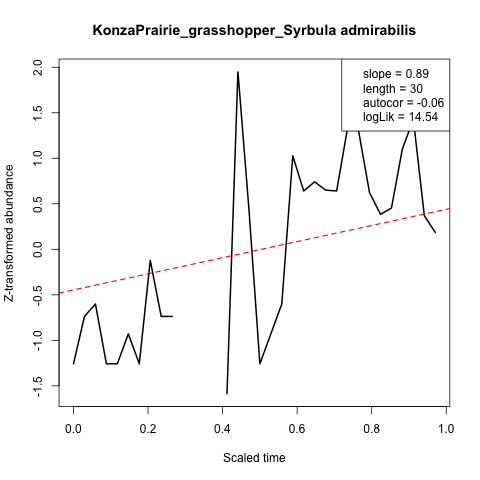 KonzaPrairie_grasshopper_Syrbula admirabilis
slope = 0.89
length = 30
autocor = -0.06
logLik = 14.54
Z-transformed abundance
2.0
1.5
1.0
0.5
0.0
-0.5
-1.0
-1.5
0.0 0.2 0.4 0.6 0.8 1.0
Scaled time